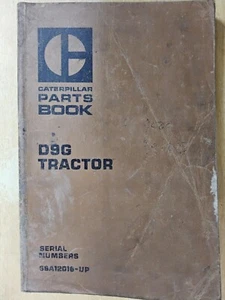 CATERPILLAR
PARTS
BOOK
D9G
TRACTOR
SERIAL
NUMBERS
66A12016-UP